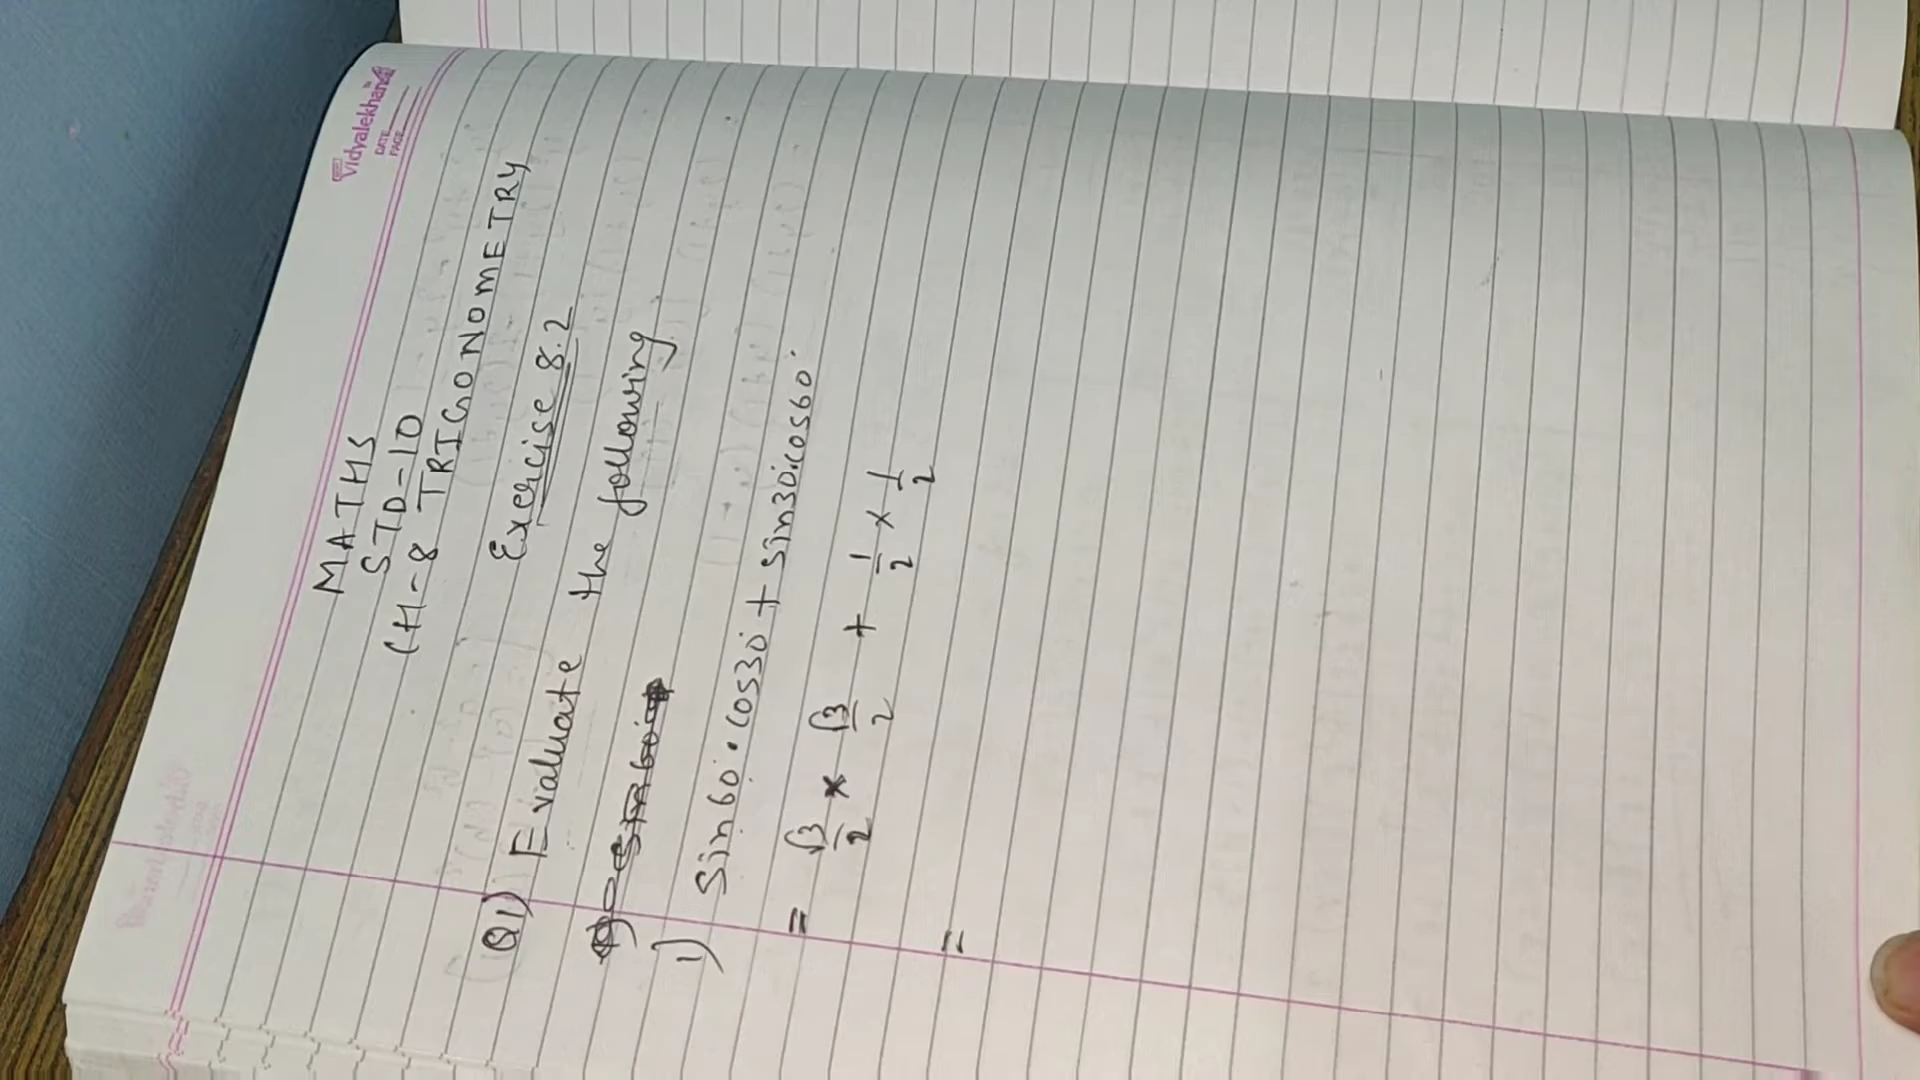 Vidyalekhan
DATE
PAGE
MATHS
STD-10
CH-8 TRIGONOMETRY
Exercise 8.2
Q1) Evaluate the following
1) Sin60°·cos30°+sin30°.cos60°
= √3/2 × √3/2 + 1/2 × 1/2
=